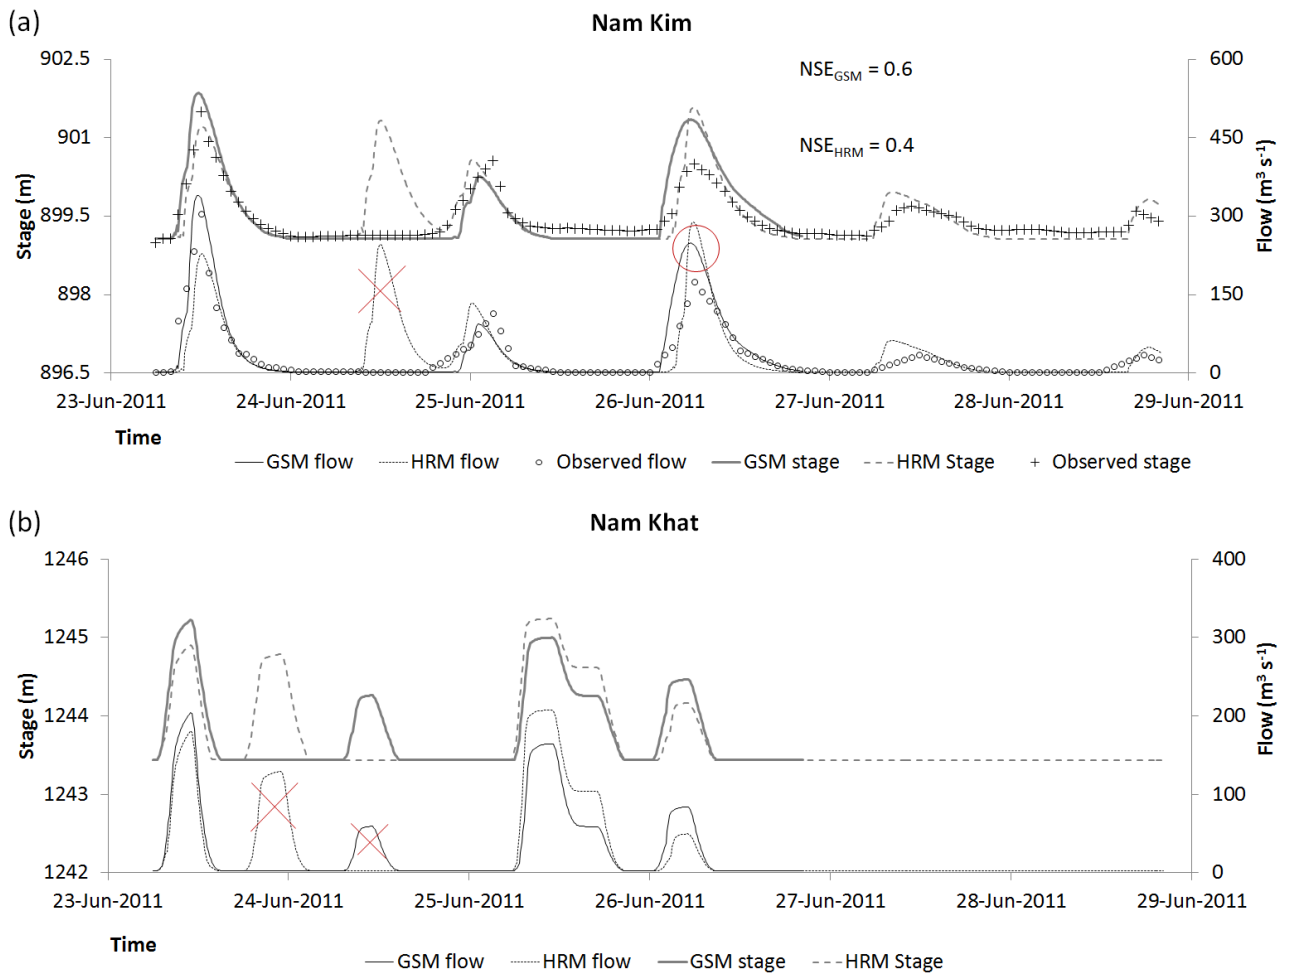 (a)
Nam Kim
902.5
901
899.5
898
896.5
Stage (m)
600
450
300
150
0
Flow (m³ s⁻¹)
NSE_GSM = 0.6
NSE_HRM = 0.4
23-Jun-2011 24-Jun-2011 25-Jun-2011 26-Jun-2011 27-Jun-2011 28-Jun-2011 29-Jun-2011
Time
GSM flow HRM flow Observed flow GSM stage HRM Stage Observed stage
(b)
Nam Khat
1246
1245
1244
1243
1242
Stage (m)
400
300
200
100
0
Flow (m³ s⁻¹)
23-Jun-2011 24-Jun-2011 25-Jun-2011 26-Jun-2011 27-Jun-2011 28-Jun-2011 29-Jun-2011
Time
GSM flow HRM flow GSM stage HRM Stage